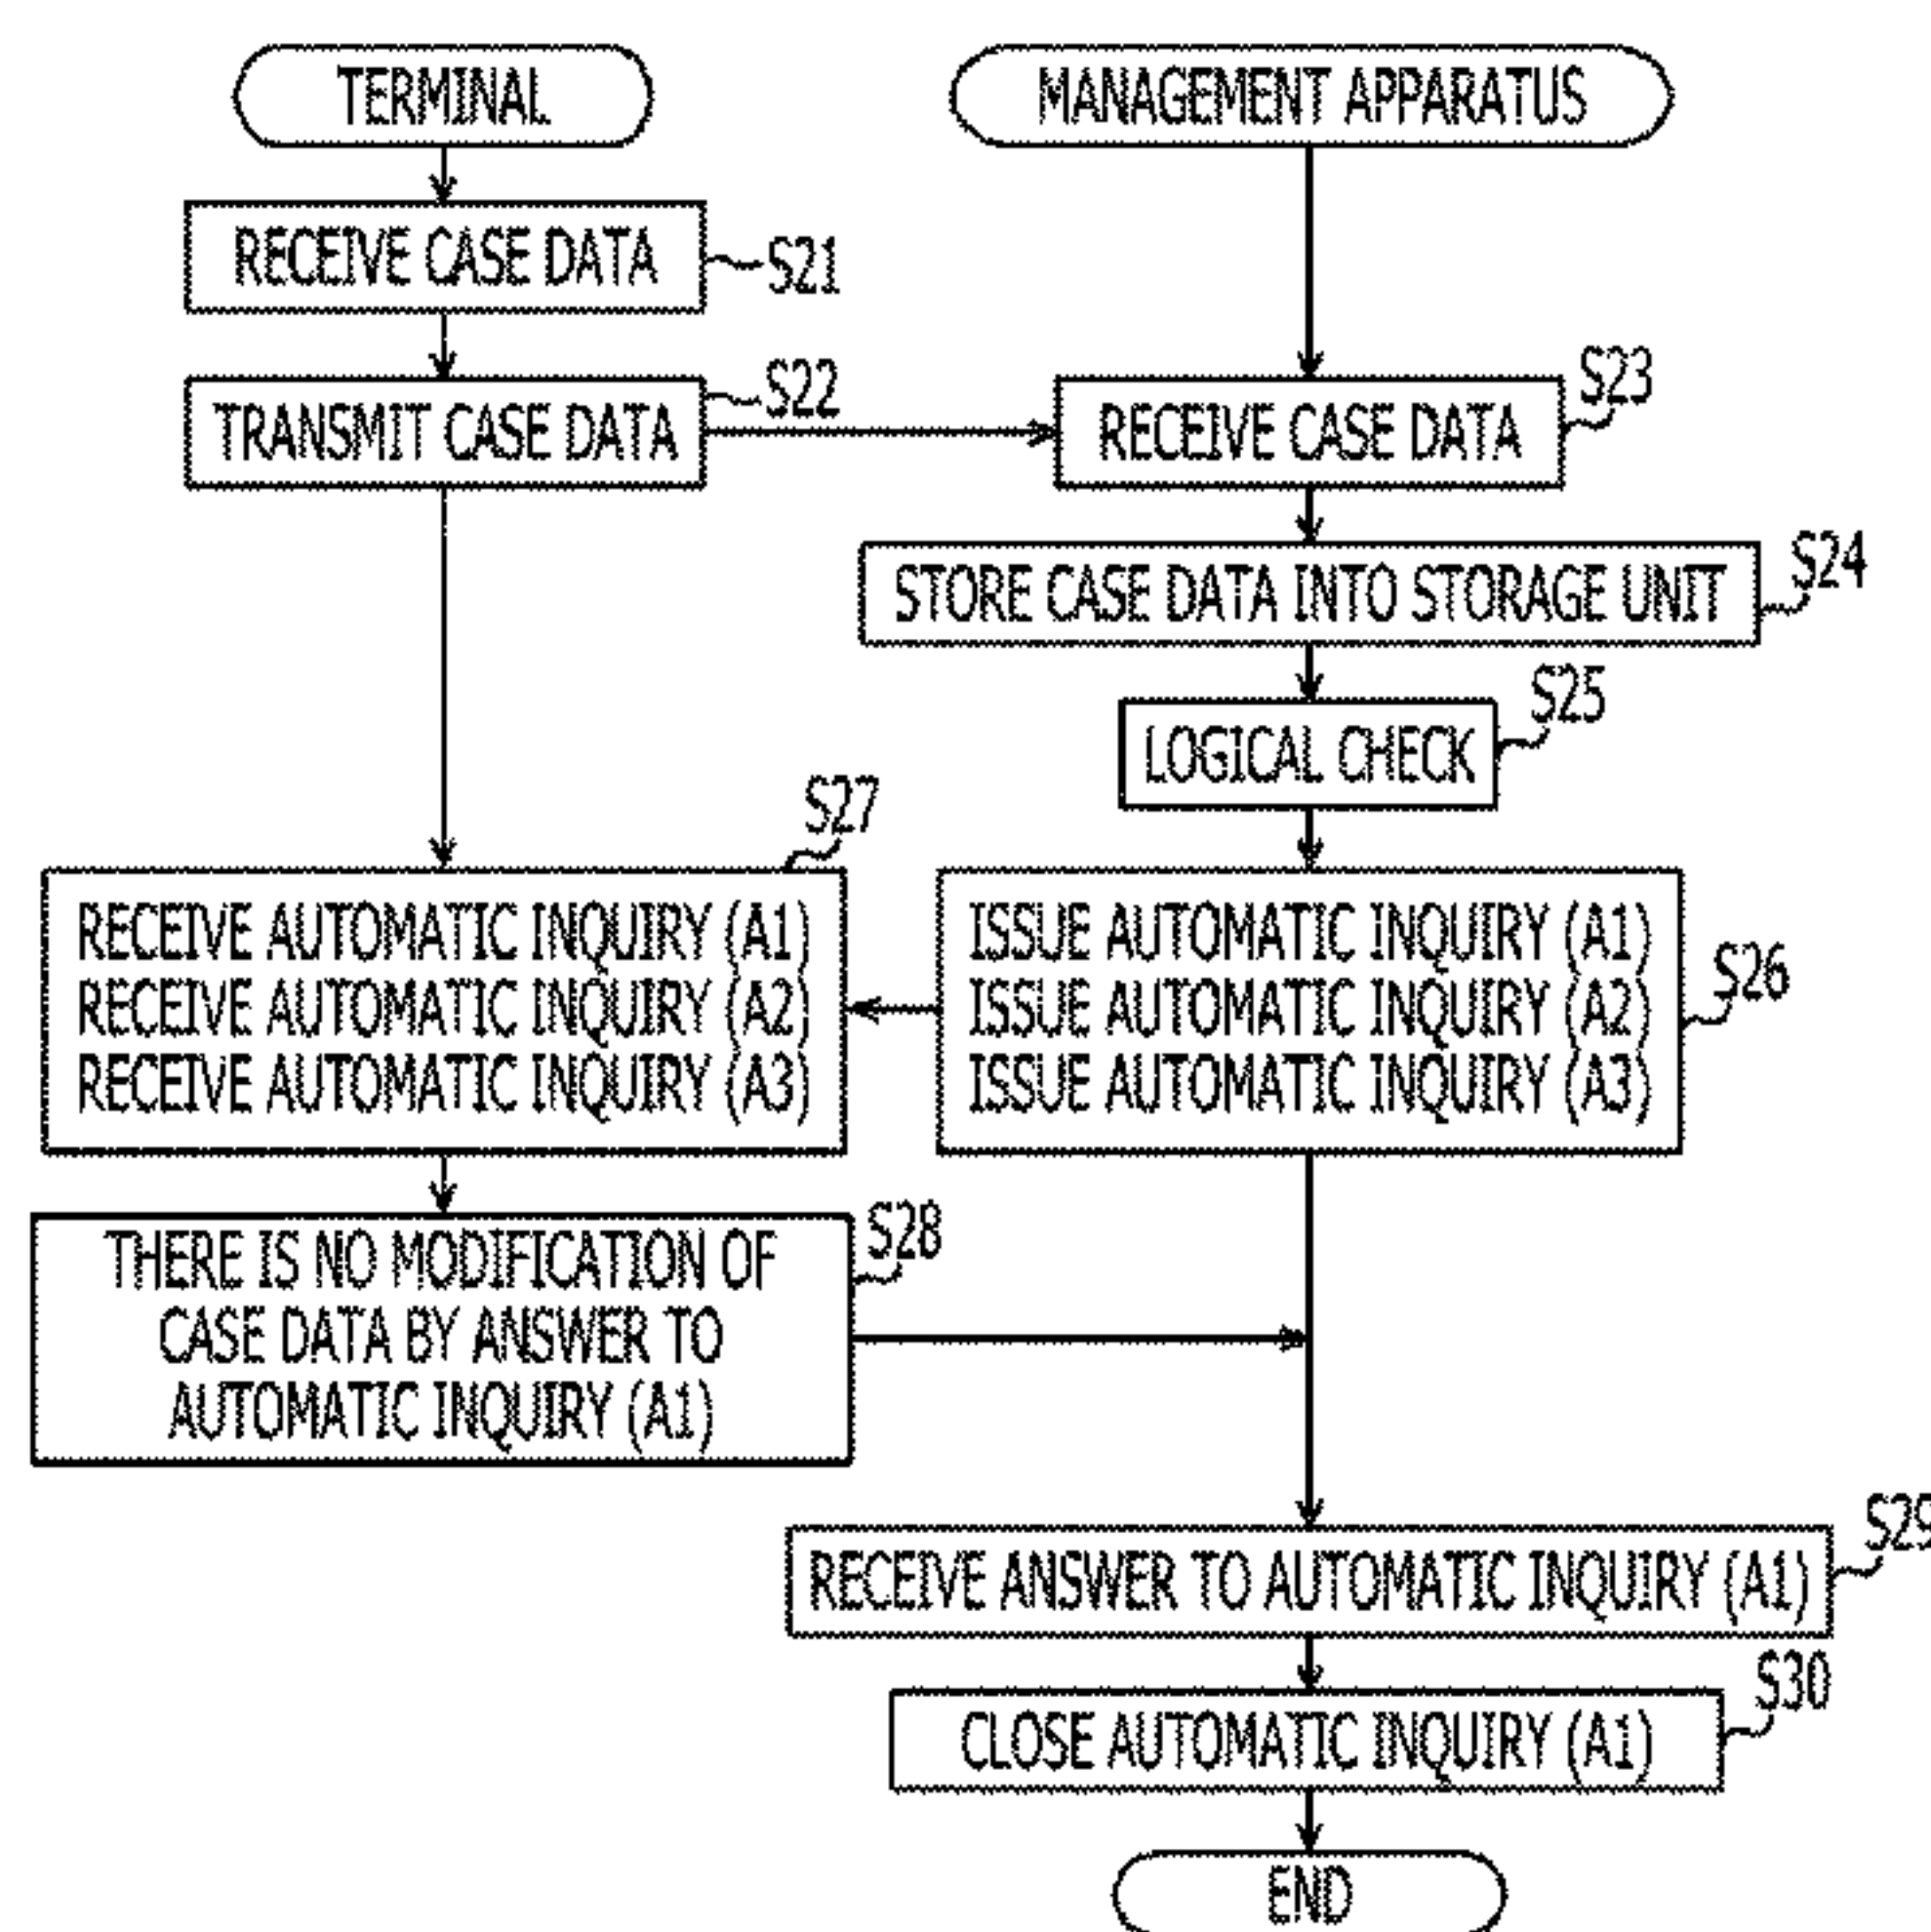 TERMINAL
MANAGEMENT APPARATUS
RECEIVE CASE DATA
S21
TRANSMIT CASE DATA
S22
RECEIVE CASE DATA
S23
STORE CASE DATA INTO STORAGE UNIT
S24
LOGICAL CHECK
S25
S27
RECEIVE AUTOMATIC INQUIRY (A1)
RECEIVE AUTOMATIC INQUIRY (A2)
RECEIVE AUTOMATIC INQUIRY (A3)
ISSUE AUTOMATIC INQUIRY (A1)
ISSUE AUTOMATIC INQUIRY (A2)
ISSUE AUTOMATIC INQUIRY (A3)
S26
THERE IS NO MODIFICATION OF
CASE DATA BY ANSWER TO
AUTOMATIC INQUIRY (A1)
S28
RECEIVE ANSWER TO AUTOMATIC INQUIRY (A1)
S29
CLOSE AUTOMATIC INQUIRY (A1)
S30
END